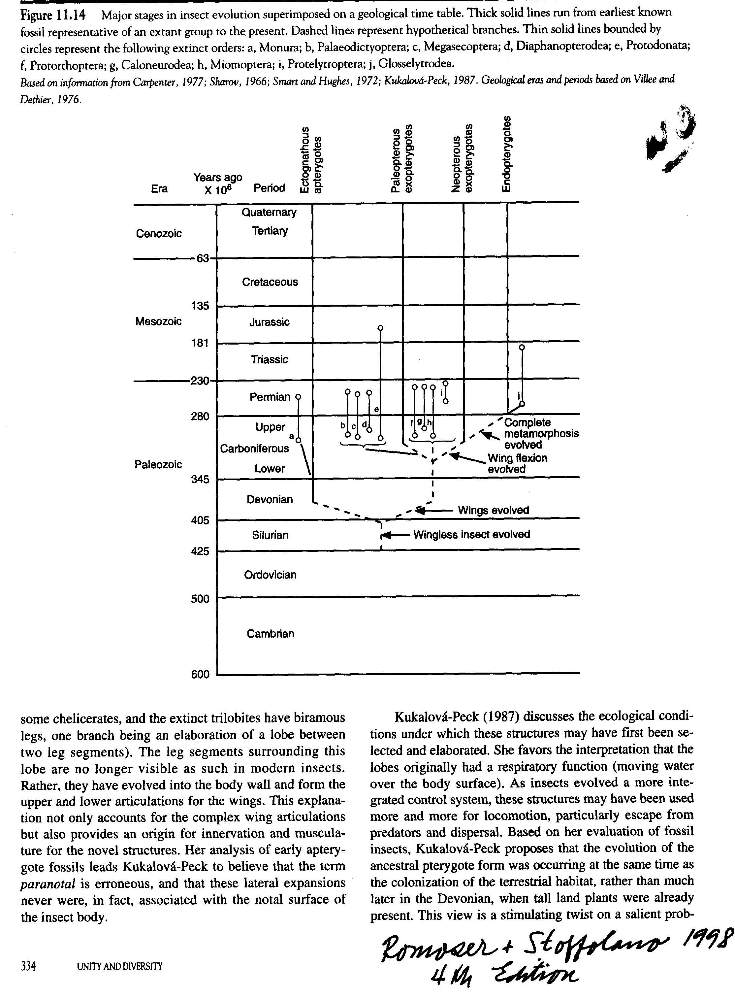 Figure 11.14 Major stages in insect evolution superimposed on a geological time table. Thick solid lines run from earliest known
fossil representative of an extant group to the present. Dashed lines represent hypothetical branches. Thin solid lines bounded by
circles represent the following extinct orders: a, Monura; b, Palaeodictyoptera; c, Megasecoptera; d, Diaphanopterodea; e, Protodonata;
f, Protorthoptera; g, Caloneurodea; h, Miomoptera; i, Protelytroptera; j, Glosselytrodea.
Based on information from Carpenter, 1977; Sharov, 1966; Smart and Hughes, 1972; Kukalová-Peck, 1987. Geological eras and periods based on Villee and
Dethier, 1976.
Era
Years ago
X 10⁶
Period
Ectognathous
apterygotes
Paleopterous
exopterygotes
Neopterous
exopterygotes
Endopterygotes
Quaternary
Cenozoic
Tertiary
63
Cretaceous
135
Mesozoic
Jurassic
181
Triassic
230
Permian
i
j
e
280
Upper
a
b
c
d
f
g
h
Complete
metamorphosis
evolved
Carboniferous
Wing flexion
evolved
Paleozoic
Lower
345
Devonian
Wings evolved
405
Silurian
Wingless insect evolved
425
Ordovician
500
Cambrian
600
some chelicerates, and the extinct trilobites have biramous
legs, one branch being an elaboration of a lobe between
two leg segments). The leg segments surrounding this
lobe are no longer visible as such in modern insects.
Rather, they have evolved into the body wall and form the
upper and lower articulations for the wings. This explana-
tion not only accounts for the complex wing articulations
but also provides an origin for innervation and muscula-
ture for the novel structures. Her analysis of early aptery-
gote fossils leads Kukalová-Peck to believe that the term
paranotal is erroneous, and that these lateral expansions
never were, in fact, associated with the notal surface of
the insect body.
Kukalová-Peck (1987) discusses the ecological condi-
tions under which these structures may have first been se-
lected and elaborated. She favors the interpretation that the
lobes originally had a respiratory function (moving water
over the body surface). As insects evolved a more inte-
grated control system, these structures may have been used
more and more for locomotion, particularly escape from
predators and dispersal. Based on her evaluation of fossil
insects, Kukalová-Peck proposes that the evolution of the
ancestral pterygote form was occurring at the same time as
the colonization of the terrestrial habitat, rather than much
later in the Devonian, when tall land plants were already
present. This view is a stimulating twist on a salient prob-
Romoser + Stoffolano 1998
4th Edition
334 UNITY AND DIVERSITY